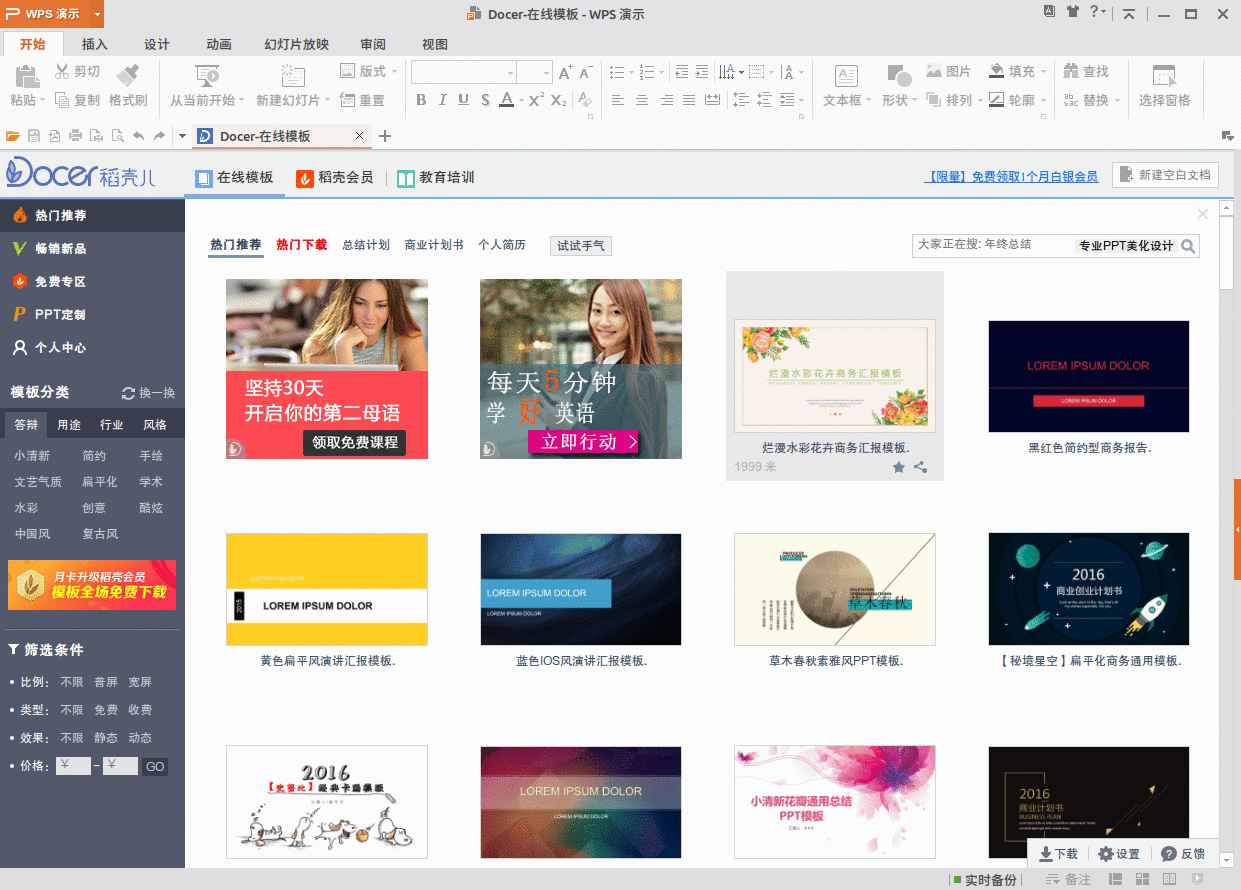 WPS 演示
Docer-在线模板 - WPS 演示
开始 插入 设计 动画 幻灯片放映 审阅 视图
剪切 版式 图片 填充 查找
粘贴 复制 格式刷 从当前开始 新建幻灯片 重置 B I U S A X² X₂ 文本框 形状 排列 轮廓 替换 选择窗格
Docer-在线模板
Docer稻壳儿 在线模板 稻壳会员 教育培训 【限量】免费领取1个月白银会员 新建空白文档
热门推荐
畅销新品
免费专区
PPT定制
个人中心
模板分类 换一换
答辩 用途 行业 风格
小清新 简约 手绘
文艺气质 扁平化 学术
水彩 创意 酷炫
中国风 复古风
月卡升级稻壳会员
模板全场免费下载
筛选条件
比例: 不限 普屏 宽屏
类型: 不限 免费 收费
效果: 不限 静态 动态
价格: ¥ - ¥ GO
热门推荐 热门下载 总结计划 商业计划书 个人简历 试试手气 大家正在搜: 年终总结 专业PPT美化设计
坚持30天
开启你的第二母语
领取免费课程
每天5分钟
学 好 英语
立即行动
烂漫水彩花卉商务汇报模板
烂漫水彩花卉商务汇报模板.
1999 米
LOREM IPSUM DOLOR
LOREM IPSUM DOLOR
黑红色简约型商务报告.
2015
LOREM IPSUM DOLOR
黄色扁平风演讲汇报模板.
LOREM IPSUM DOLOR
LOREM IPSUM DOLOR
蓝色IOS风演讲汇报模板.
草木春秋
草木春秋素雅风PPT模板.
2016
商业创业计划书
【秘境星空】扁平化商务通用模板.
2016
【史努比】经典卡通模板
LOREM IPSUM DOLOR
LOREM IPSUM DOLOR
小清新花瓣通用总结
PPT模板
2016
商业计划书
BUSINESS PLAN
下载 设置 反馈
实时备份 备注